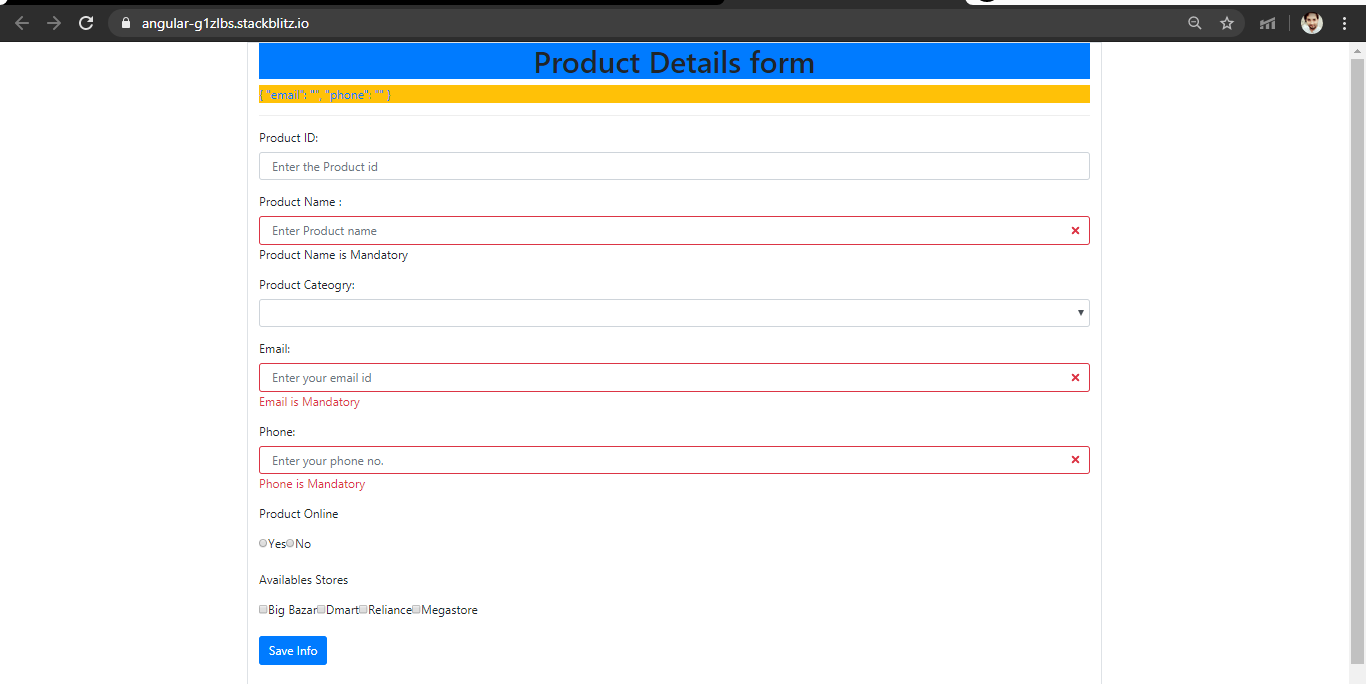 angular-g1zlbs.stackblitz.io
Product Details form
{ "email": "", "phone": "" }
Product ID:
Enter the Product id
Product Name :
Enter Product name
Product Name is Mandatory
Product Cateogry:
Email:
Enter your email id
Email is Mandatory
Phone:
Enter your phone no.
Phone is Mandatory
Product Online
Yes No
Availables Stores
Big Bazar Dmart Reliance Megastore
Save Info